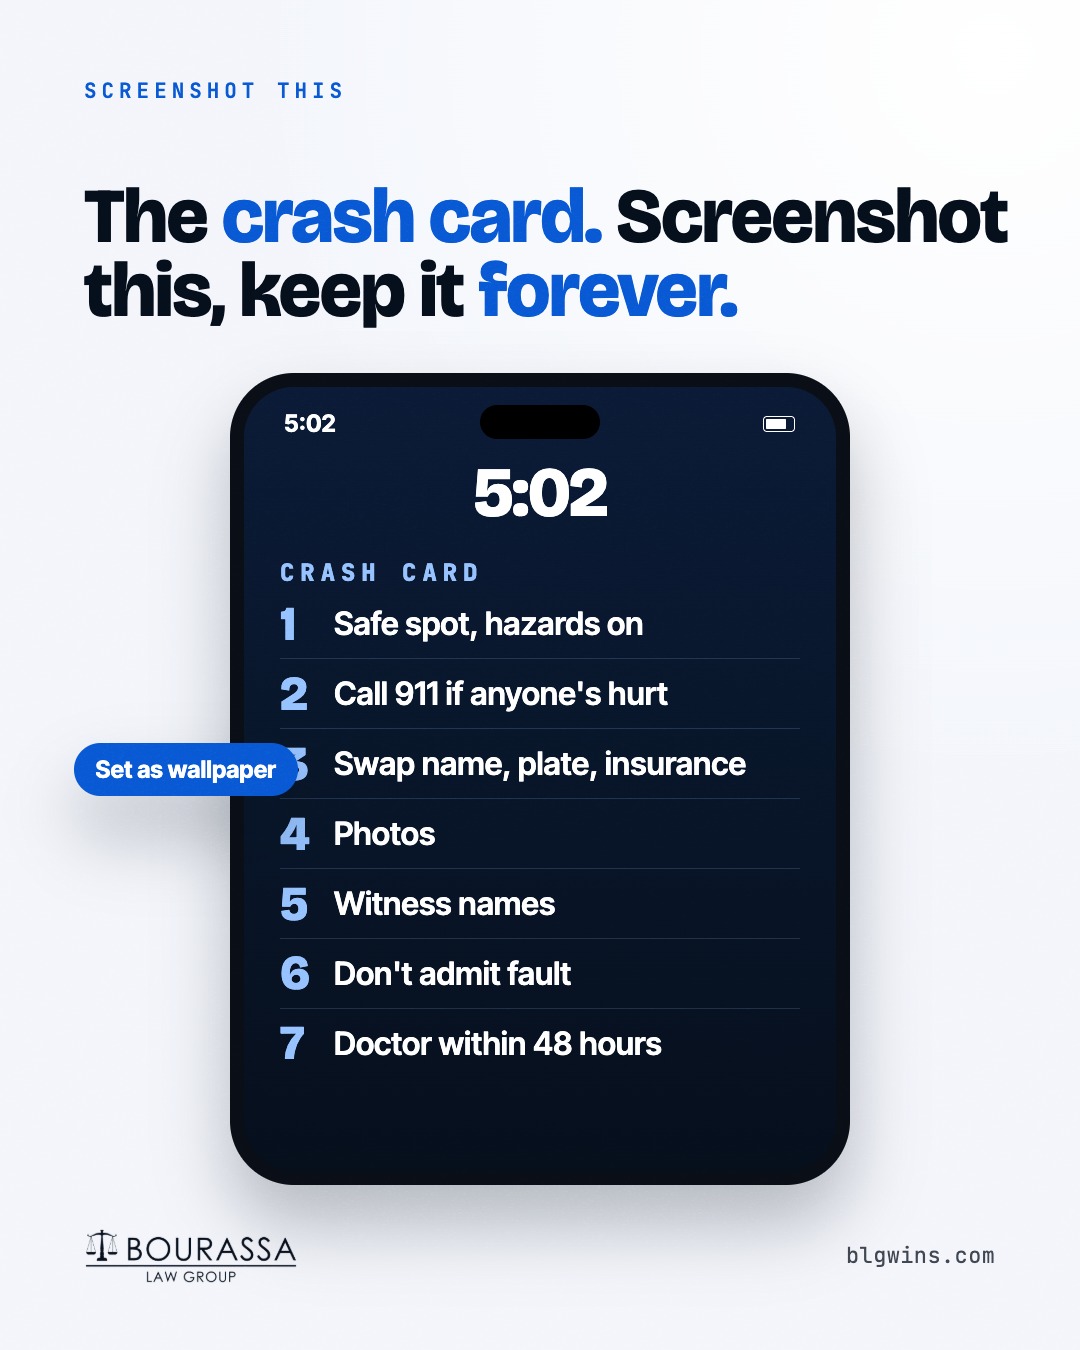 SCREENSHOT THIS
The crash card. Screenshot
this, keep it forever.
5:02
5:02
CRASH CARD
1 Safe spot, hazards on
2 Call 911 if anyone's hurt
Set as wallpaper
3 Swap name, plate, insurance
4 Photos
5 Witness names
6 Don't admit fault
7 Doctor within 48 hours
BOURASSA
LAW GROUP
blgwins.com